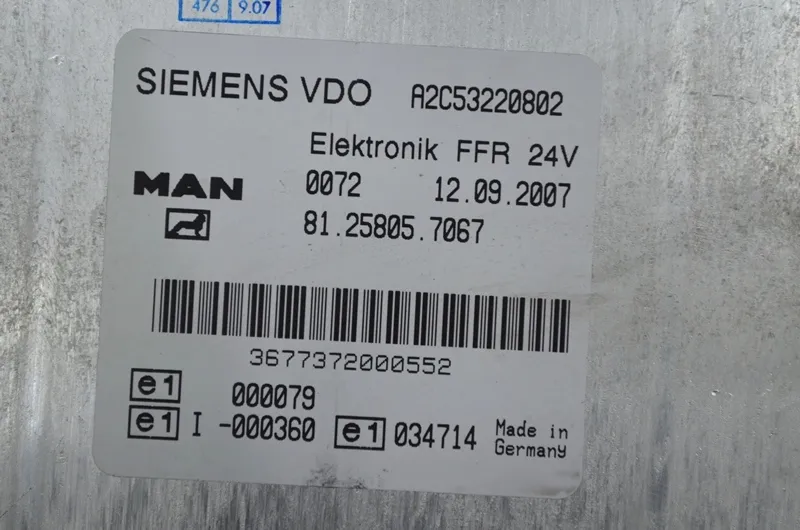 476 9.07
SIEMENS VDO A2C53220802
Elektronik FFR 24V
MAN 0072 12.09.2007
81.25805.7067
3677372000552
e1 000079
e1 I -000360 e1 034714 Made in
Germany